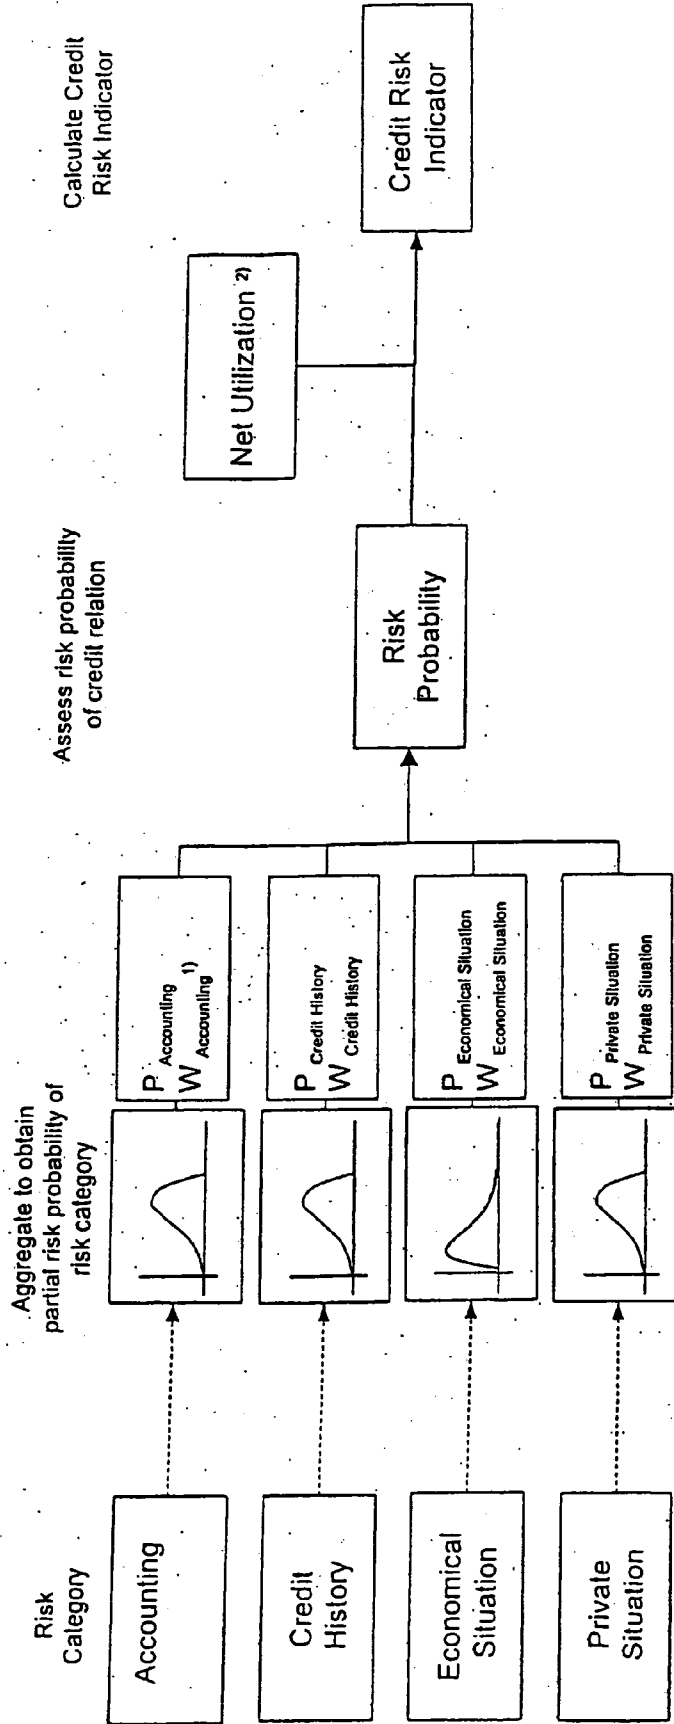 Risk
Category
Aggregate to obtain
partial risk probability of
risk category
Assess risk probability
of credit relation
Calculate Credit
Risk Indicator
Accounting
Credit
History
Economical
Situation
Private
Situation
P Accounting
W Accounting 1)
P Credit History
W Credit History
P Economical Situation
W Economical Situation
P Private Situation
W Private Situation
Risk
Probability
Net Utilization 2)
Credit Risk
Indicator